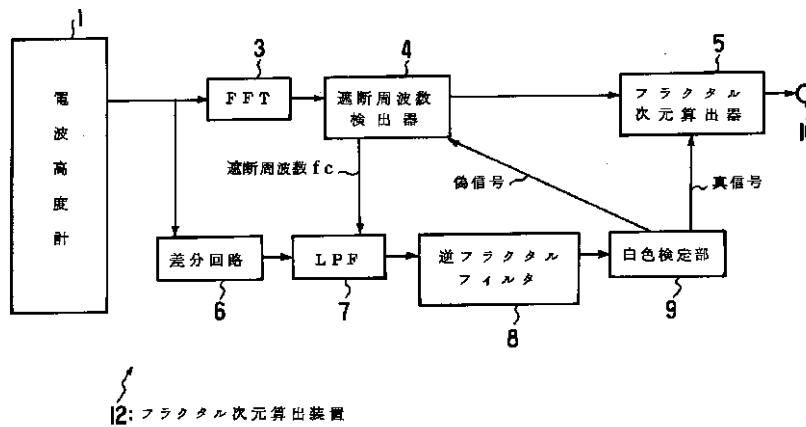 1
電波高度計
3
FFT
4
遮断周波数
検出器
5
フラクタル
次元算出器
遮断周波数fc
偽信号
真信号
差分回路
6
LPF
7
逆フラクタル
フィルタ
8
白色検定部
9
12:フラクタル次元算出装置